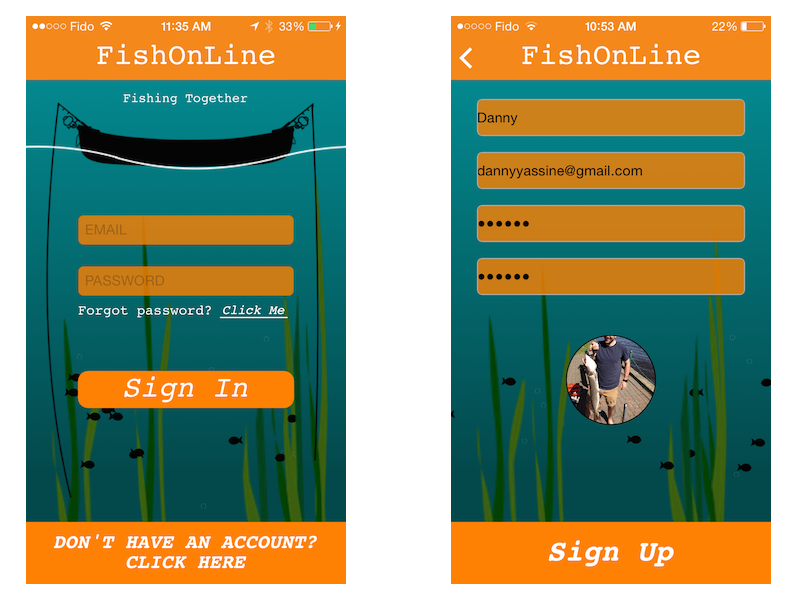 Fido 11:35 AM 33%
FishOnLine
Fishing Together
EMAIL
PASSWORD
Forgot password? Click Me
Sign In
DON'T HAVE AN ACCOUNT?
CLICK HERE
Fido 10:53 AM 22%
FishOnLine
Danny
dannyyassine@gmail.com
●●●●●●
●●●●●●
Sign Up